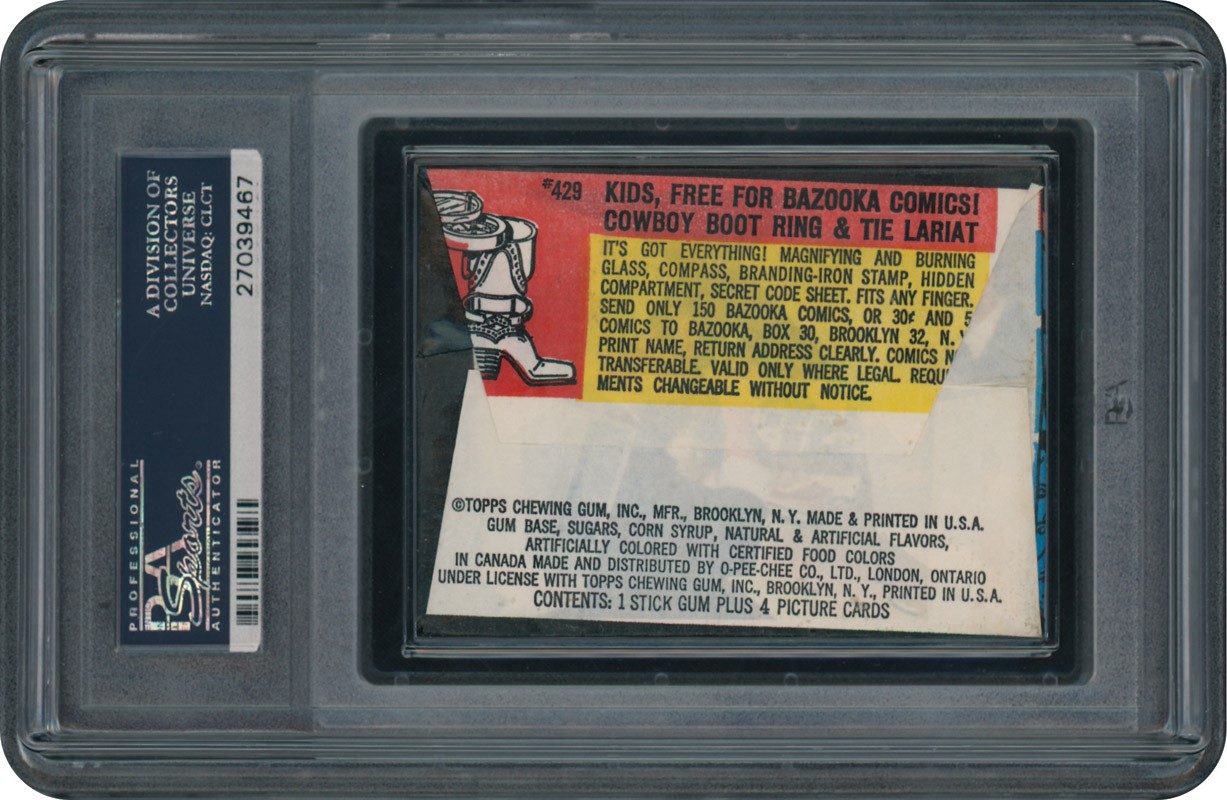 A DIVISION OF
COLLECTORS
UNIVERSE
NASDAQ: CLCT
27039467
PROFESSIONAL
PSA
Sports
AUTHENTICATOR
#429
KIDS, FREE FOR BAZOOKA COMICS!
COWBOY BOOT RING & TIE LARIAT
IT'S GOT EVERYTHING! MAGNIFYING AND BURNING
GLASS, COMPASS, BRANDING-IRON STAMP, HIDDEN
COMPARTMENT, SECRET CODE SHEET. FITS ANY FINGER.
SEND ONLY 150 BAZOOKA COMICS, OR 30¢ AND 5
COMICS TO BAZOOKA, BOX 30, BROOKLYN 32, N.
PRINT NAME, RETURN ADDRESS CLEARLY. COMICS N
TRANSFERABLE. VALID ONLY WHERE LEGAL. REQU
MENTS CHANGEABLE WITHOUT NOTICE.
©TOPPS CHEWING GUM, INC., MFR., BROOKLYN, N. Y. MADE & PRINTED IN U.S.A.
GUM BASE, SUGARS, CORN SYRUP, NATURAL & ARTIFICIAL FLAVORS,
ARTIFICIALLY COLORED WITH CERTIFIED FOOD COLORS
IN CANADA MADE AND DISTRIBUTED BY O-PEE-CHEE CO., LTD., LONDON, ONTARIO
UNDER LICENSE WITH TOPPS CHEWING GUM, INC., BROOKLYN, N. Y., PRINTED IN U.S.A.
CONTENTS: 1 STICK GUM PLUS 4 PICTURE CARDS
PSA